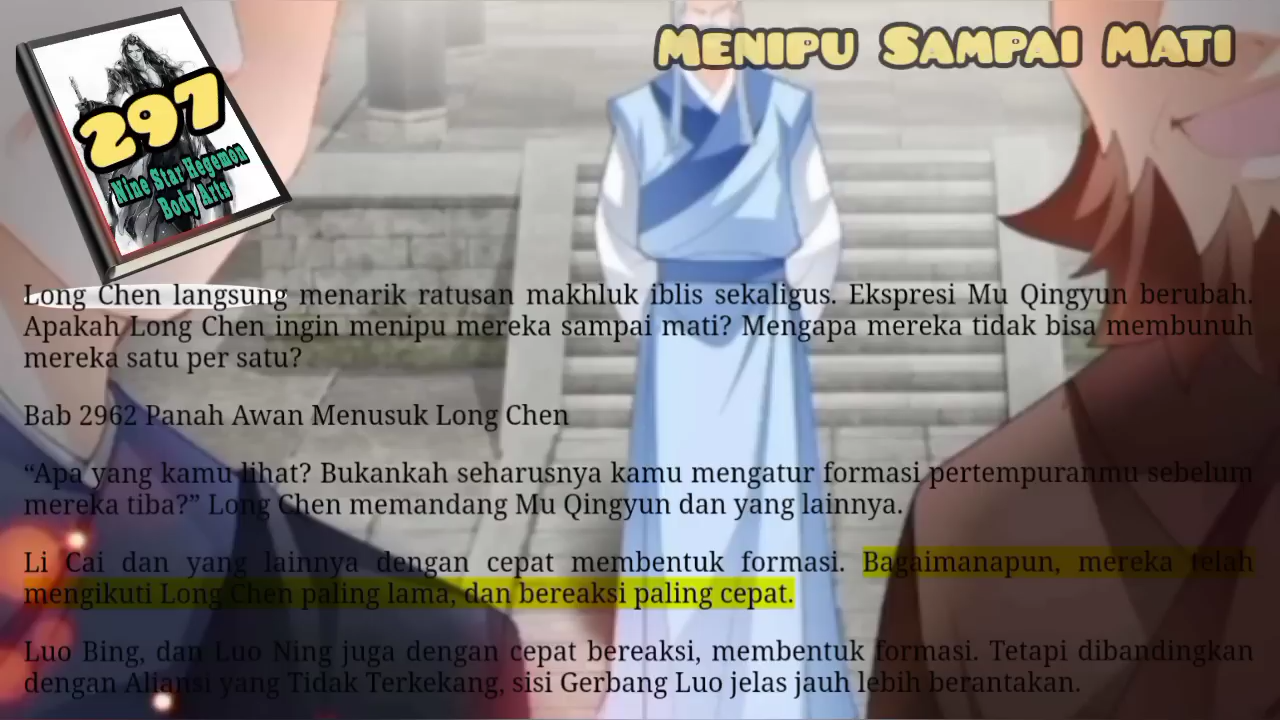 MENIPU SAMPAI MATI
297
Nine Star Hegemon
Body Arts
Long Chen langsung menarik ratusan makhluk iblis sekaligus. Ekspresi Mu Qingyun berubah.
Apakah Long Chen ingin menipu mereka sampai mati? Mengapa mereka tidak bisa membunuh
mereka satu per satu?
Bab 2962 Panah Awan Menusuk Long Chen
“Apa yang kamu lihat? Bukankah seharusnya kamu mengatur formasi pertempuranmu sebelum
mereka tiba?” Long Chen memandang Mu Qingyun dan yang lainnya.
Li Cai dan yang lainnya dengan cepat membentuk formasi. Bagaimanapun, mereka telah
mengikuti Long Chen paling lama, dan bereaksi paling cepat.
Luo Bing, dan Luo Ning juga dengan cepat bereaksi, membentuk formasi. Tetapi dibandingkan
dengan Aliansi yang Tidak Terkekang, sisi Gerbang Luo jelas jauh lebih berantakan.